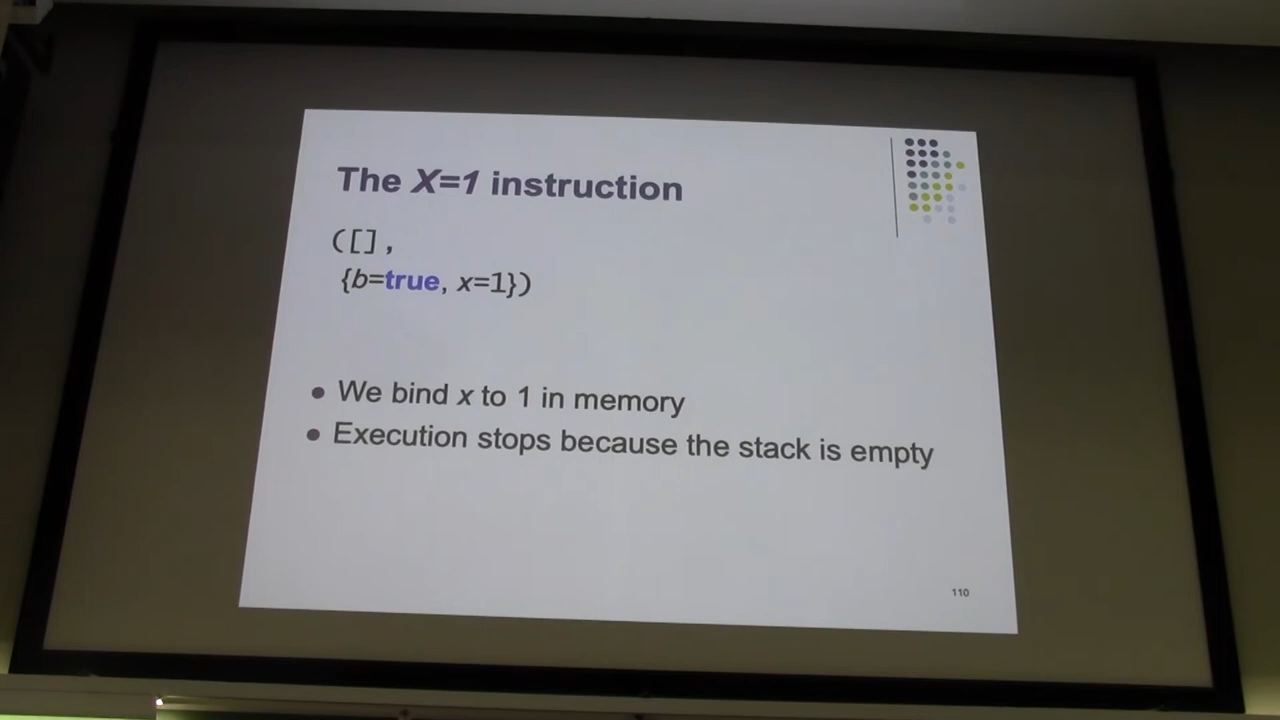 The X=1 instruction
([],
{b=true, x=1})
● We bind x to 1 in memory
● Execution stops because the stack is empty
110